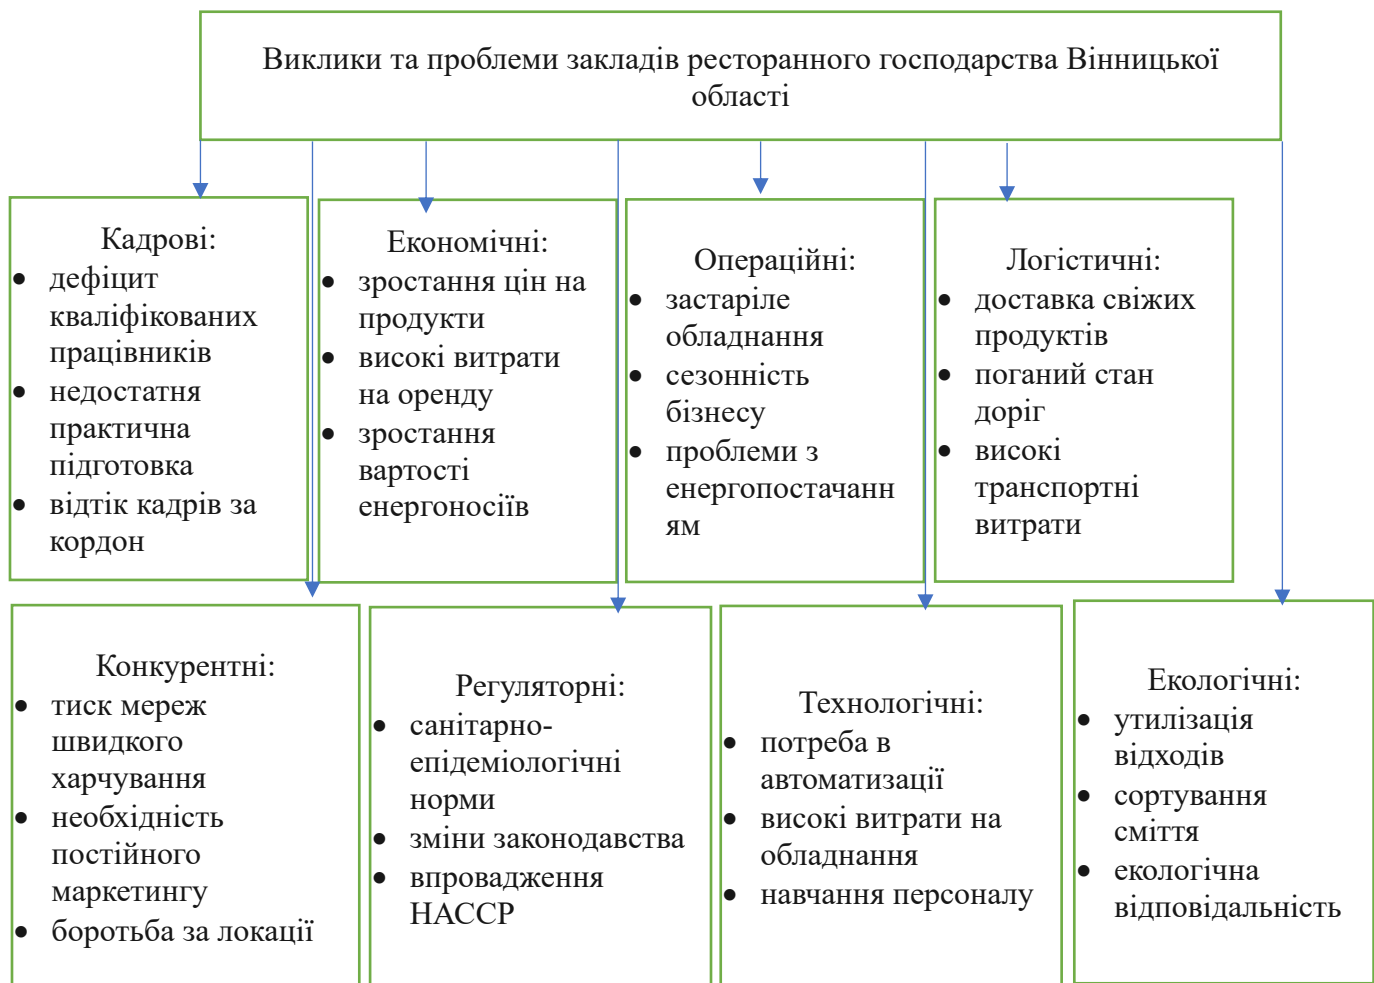 Виклики та проблеми закладів ресторанного господарства Вінницької
області
Кадрові:
• дефіцит
кваліфікованих
працівників
• недостатня
практична
підготовка
• відтік кадрів за
кордон
Економічні:
• зростання цін на
продукти
• високі витрати
на оренду
• зростання
вартості
енергоносіїв
Операційні:
• застаріле
обладнання
• сезонність
бізнесу
• проблеми з
енергопостачанн
ям
Логістичні:
• доставка свіжих
продуктів
• поганий стан
доріг
• високі
транспортні
витрати
Конкурентні:
• тиск мереж
швидкого
харчування
• необхідність
постійного
маркетингу
• боротьба за локації
Регуляторні:
• санітарно-
епідеміологічні
норми
• зміни законодавства
• впровадження
НАССР
Технологічні:
• потреба в
автоматизації
• високі витрати на
обладнання
• навчання персоналу
Екологічні:
• утилізація
відходів
• сортування
сміття
• екологічна
відповідальність